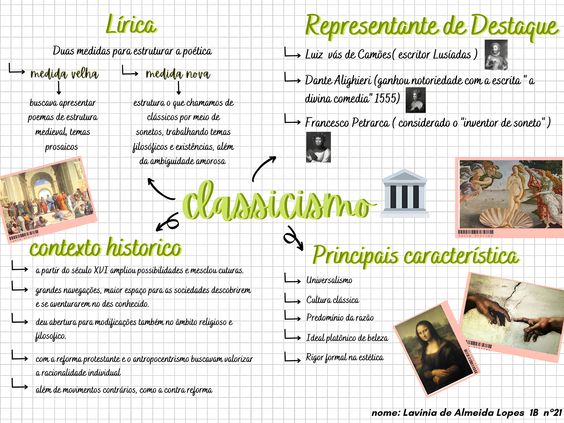 Lírica
Duas medidas para estruturar a poética
medida velha
buscava apresentar
poemas de estrutura
medieval, temas
prosaicos
medida nova
estrutura o que chamamos de
clássicos por meio de
sonetos, trabalhando temas
filosóficos e existências, além
da ambiguidade amorosa
Representante de Destaque
Luiz vás de Camões( escritor Lusíadas )
Dante Alighieri (ganhou notoriedade com a escrita " a
divina comedia" 1555)
Francesco Petrarca ( considerado o "inventor de soneto" )
classicismo
contexto historico
a partir do século XVI ampliou possibilidades e mesclou cuturas.
grandes navegações, maior espaço para as sociedades descobrirem
e se aventurarem no des conhecido.
deu abertura para modificações também no âmbito religioso e
filosofico.
com a reforma protestante e o antropocentrismo buscavam valorizar
a racionalidade individual
além de movimentos contrários, como a contra reforma
Principais característica
Universalismo
Cultura clássica
Predomínio da razão
Ideal platônico de beleza
Rigor formal na estética
nome: Lavinia de Almeida Lopes 1B n°21